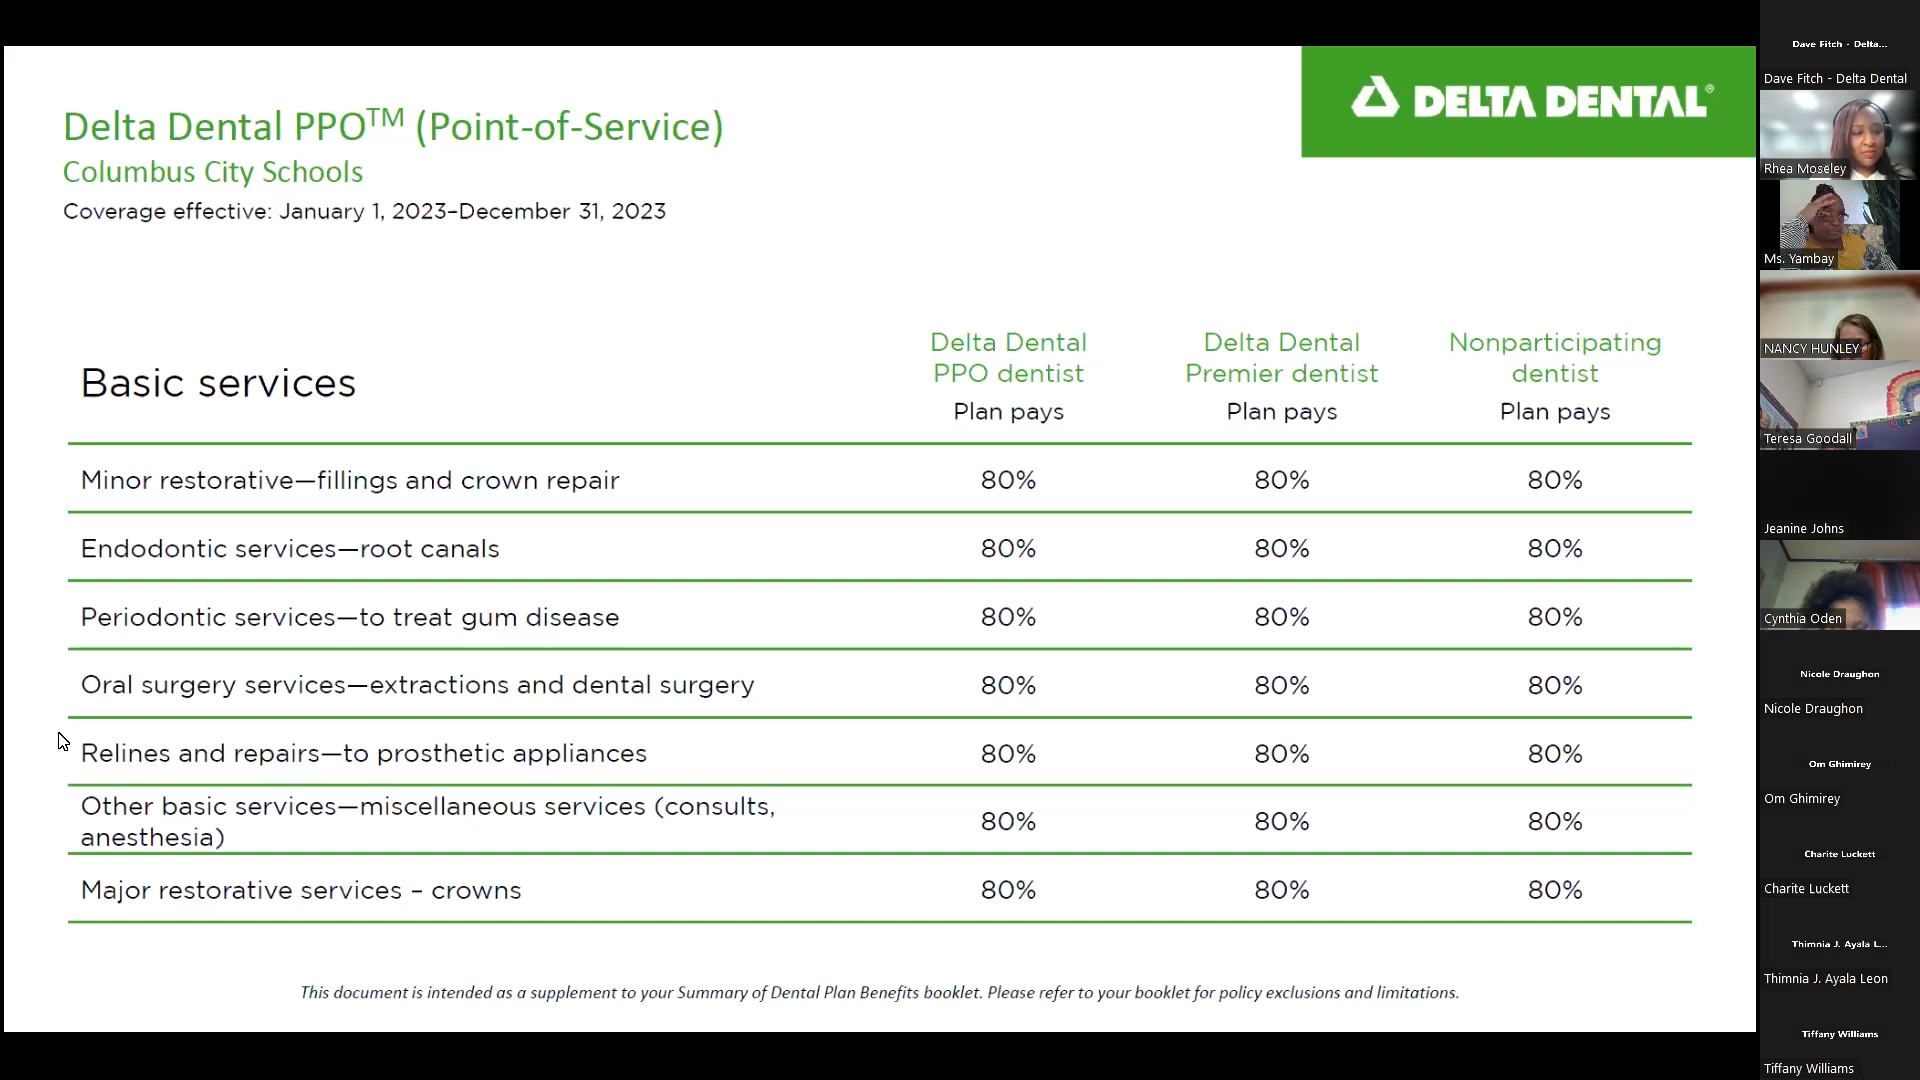 DELTA DENTAL®
Delta Dental PPO™ (Point-of-Service)
Columbus City Schools
Coverage effective: January 1, 2023–December 31, 2023
Basic services
Delta Dental
PPO dentist
Plan pays
Delta Dental
Premier dentist
Plan pays
Nonparticipating
dentist
Plan pays
Minor restorative—fillings and crown repair 80% 80% 80%
Endodontic services—root canals 80% 80% 80%
Periodontic services—to treat gum disease 80% 80% 80%
Oral surgery services—extractions and dental surgery 80% 80% 80%
Relines and repairs—to prosthetic appliances 80% 80% 80%
Other basic services—miscellaneous services (consults,
anesthesia) 80% 80% 80%
Major restorative services – crowns 80% 80% 80%
This document is intended as a supplement to your Summary of Dental Plan Benefits booklet. Please refer to your booklet for policy exclusions and limitations.
Dave Fitch - Delta...
Dave Fitch - Delta Dental
Rhea Moseley
Ms. Yambay
NANCY HUNLEY
Teresa Goodall
Jeanine Johns
Cynthia Oden
Nicole Draughon
Nicole Draughon
Om Ghimirey
Om Ghimirey
Charite Luckett
Charite Luckett
Thimnia J. Ayala L...
Thimnia J. Ayala Leon
Tiffany Williams
Tiffany Williams